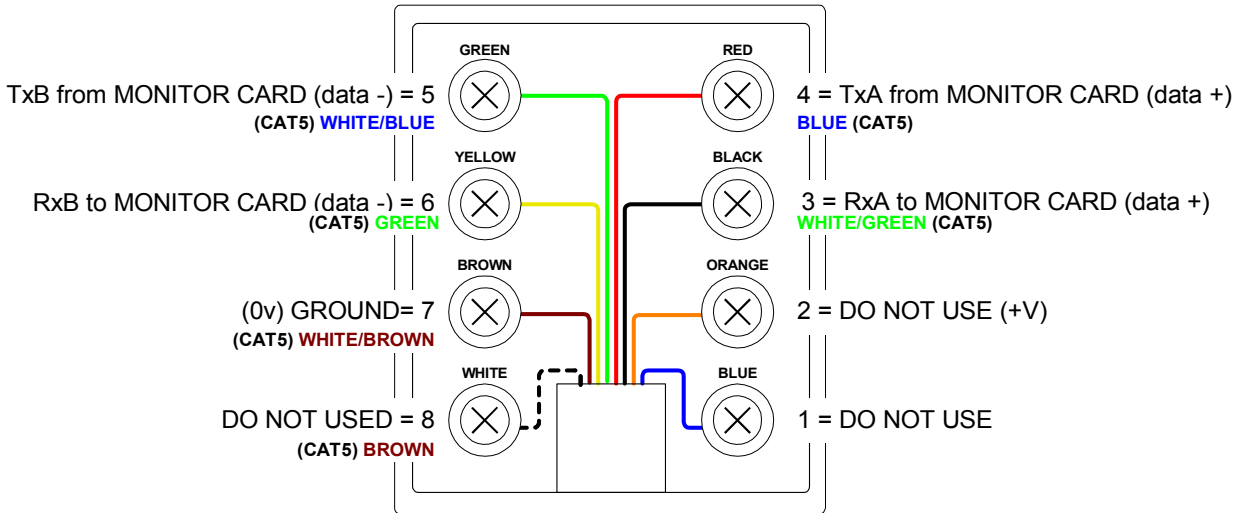 GREEN
RED
TxB from MONITOR CARD (data -) = 5
4 = TxA from MONITOR CARD (data +)
(CAT5) WHITE/BLUE
BLUE (CAT5)
YELLOW
BLACK
RxB to MONITOR CARD (data -) = 6
3 = RxA to MONITOR CARD (data +)
(CAT5) GREEN
WHITE/GREEN (CAT5)
BROWN
ORANGE
(0v) GROUND= 7
2 = DO NOT USE (+V)
(CAT5) WHITE/BROWN
WHITE
BLUE
DO NOT USED = 8
1 = DO NOT USE
(CAT5) BROWN